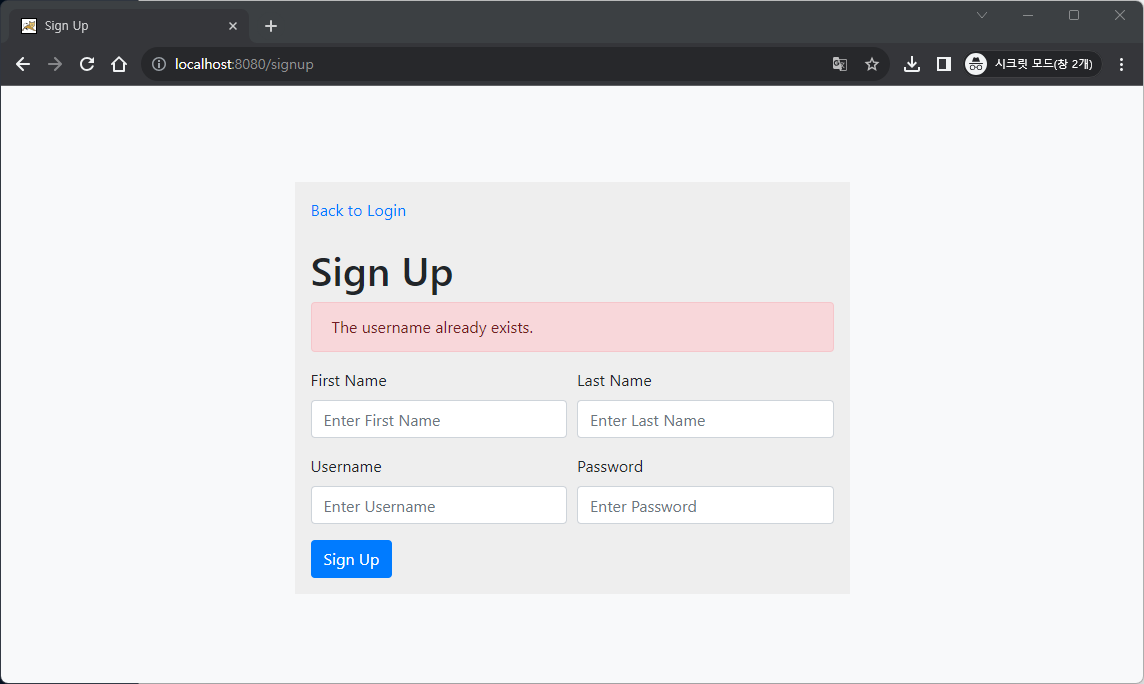 Sign Up
localhost:8080/signup
시크릿 모드(창 2개)
Back to Login
Sign Up
The username already exists.
First Name Last Name
Enter First Name Enter Last Name
Username Password
Enter Username Enter Password
Sign Up